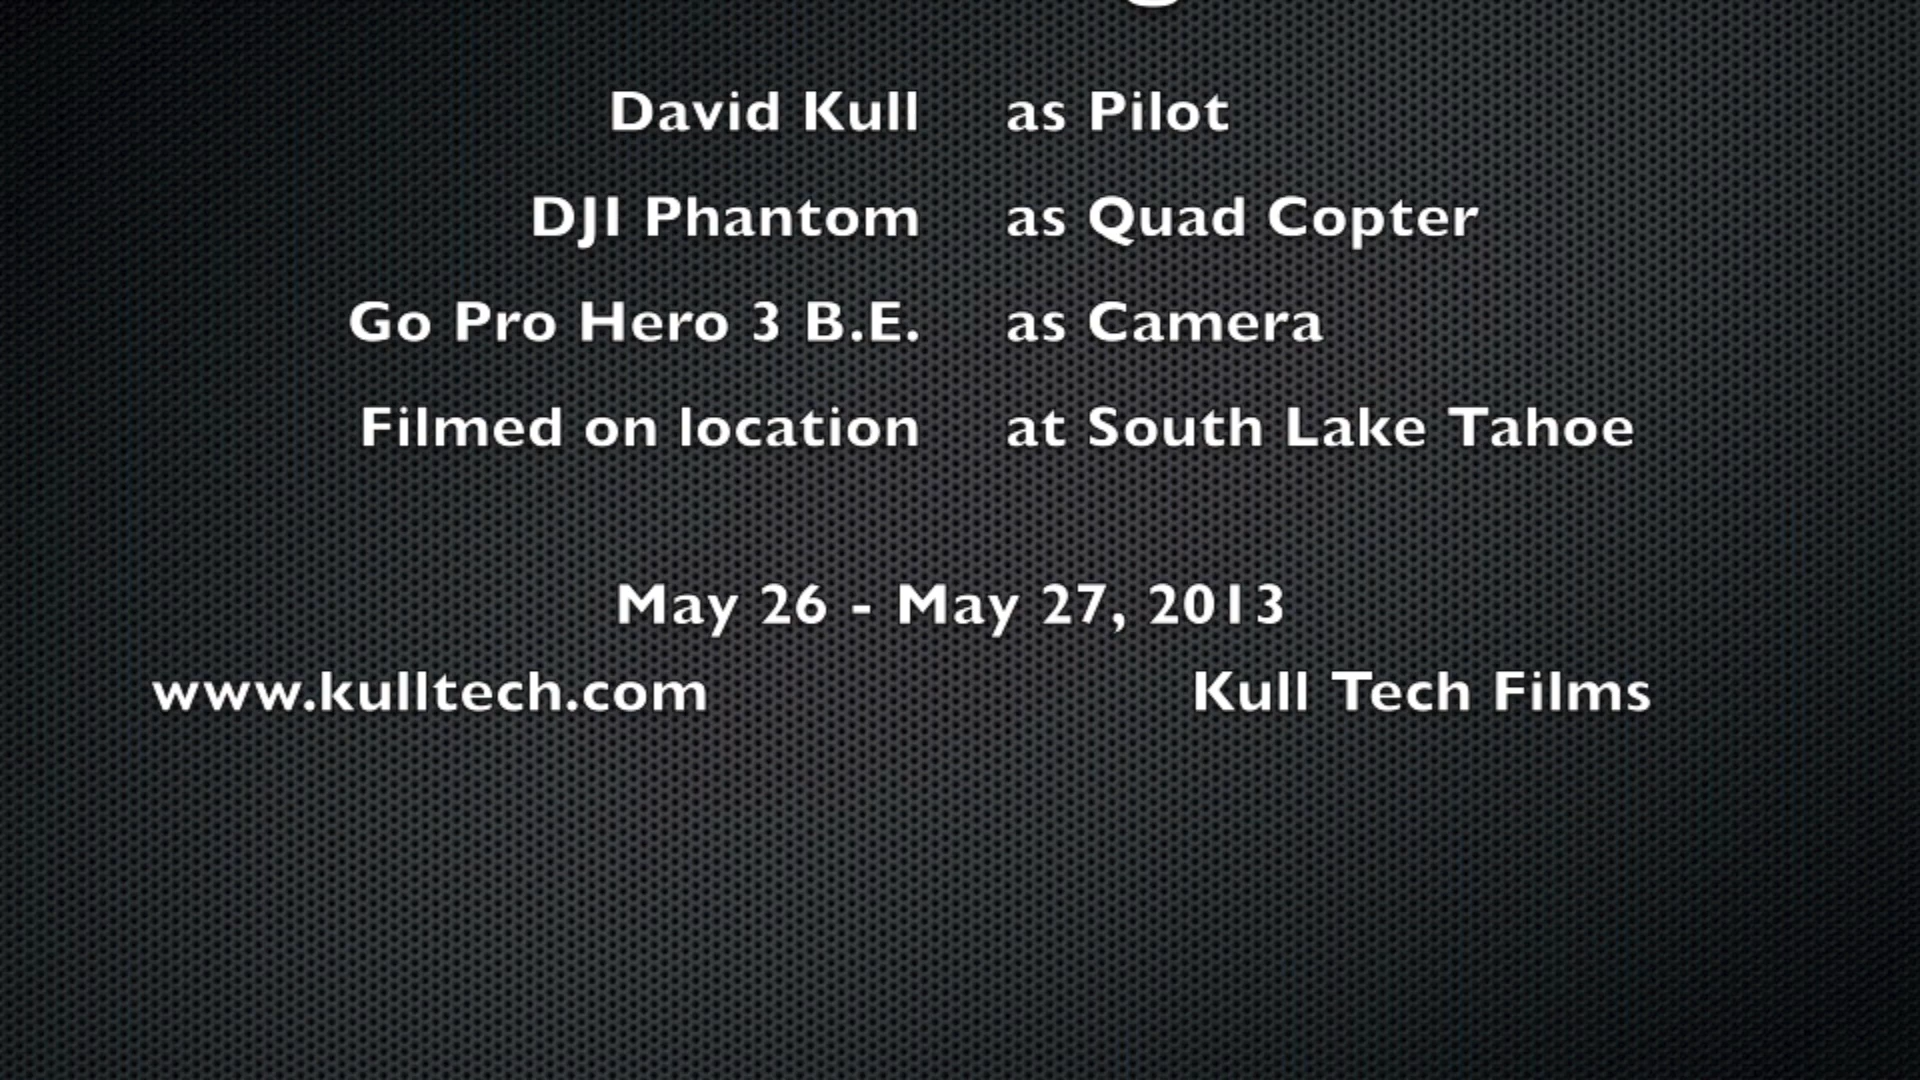 David Kull as Pilot
DJI Phantom as Quad Copter
Go Pro Hero 3 B.E. as Camera
Filmed on location at South Lake Tahoe
May 26 - May 27, 2013
www.kulltech.com Kull Tech Films